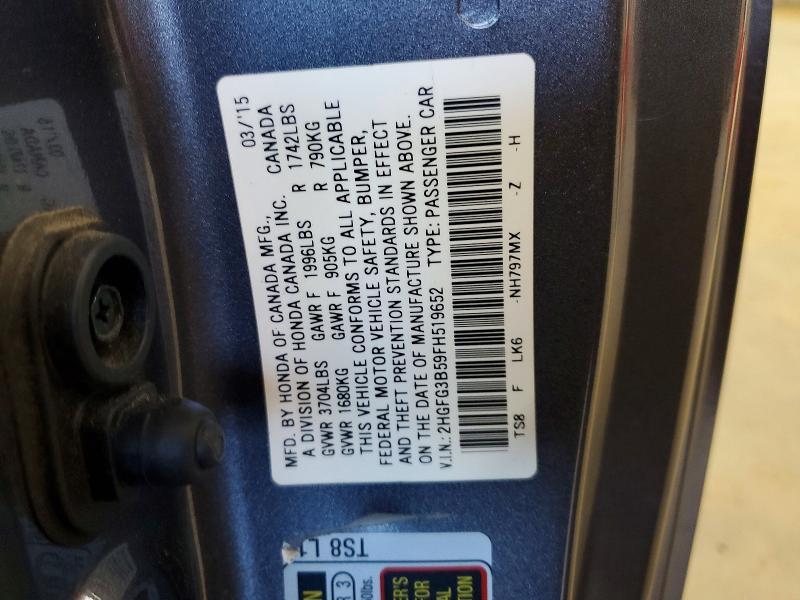 MFD. BY HONDA OF CANADA MFG., 03/'15
A DIVISION OF HONDA CANADA INC. CANADA
GVWR 3704LBS GAWR F 1996LBS R 1742LBS
GVWR 1680KG GAWR F 905KG R 790KG
THIS VEHICLE CONFORMS TO ALL APPLICABLE
FEDERAL MOTOR VEHICLE SAFETY, BUMPER,
AND THEFT PREVENTION STANDARDS IN EFFECT
ON THE DATE OF MANUFACTURE SHOWN ABOVE.
V.I.N.: 2HGFG3B59FH519652 TYPE: PASSENGER CAR
TS8 F LK6 -NH797MX -Z -H
TS8 L1